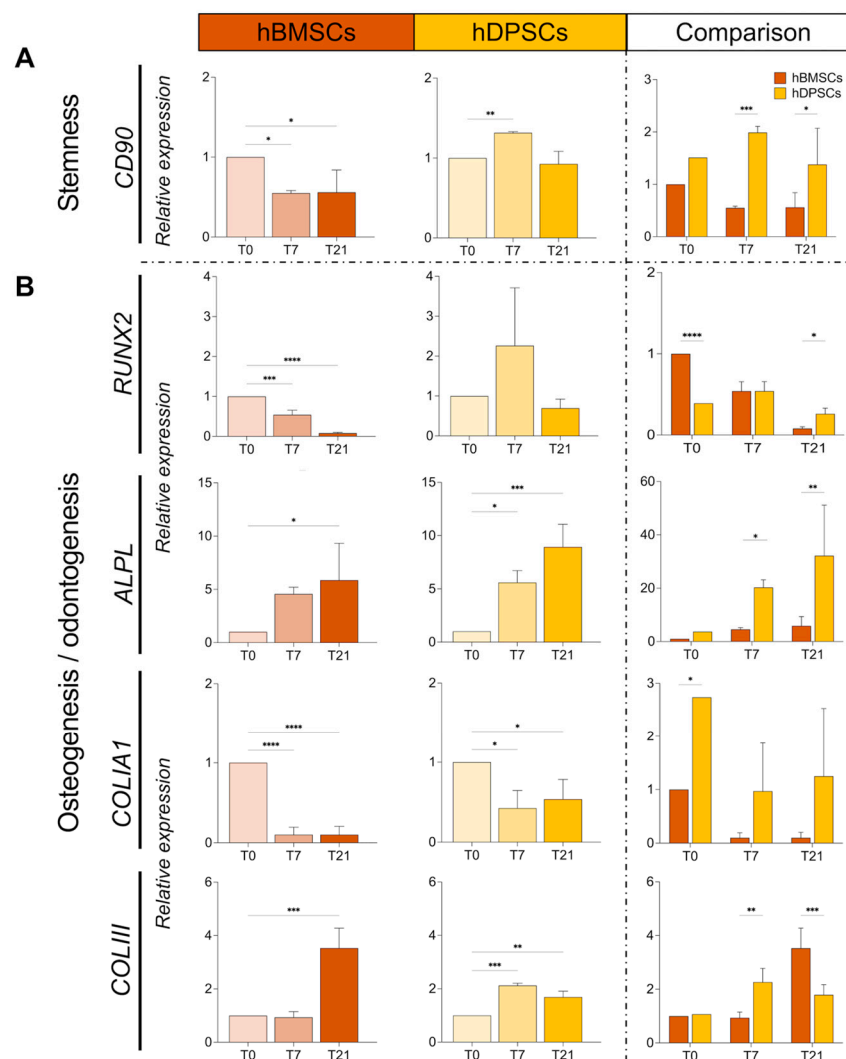 hBMSCs hDPSCs Comparison
A
Stemness
CD90
Relative expression
2
1
0
* *
T0 T7 T21
2
1
0
**
T0 T7 T21
3
2
1
0
hBMSCs
hDPSCs
*** *
T0 T7 T21
B
Osteogenesis / odontogenesis
RUNX2
Relative expression
4
3
2
1
0
****
***
T0 T7 T21
4
3
2
1
0
T0 T7 T21
2
1
0
**** *
T0 T7 T21
ALPL
15
10
5
0
*
T0 T7 T21
15
10
5
0
***
*
T0 T7 T21
60
40
20
0
* **
T0 T7 T21
COLIA1
Relative expression
2
1
0
****
****
T0 T7 T21
2
1
0
*
*
T0 T7 T21
3
2
1
0
*
T0 T7 T21
COLIII
6
4
2
0
***
T0 T7 T21
6
4
2
0
**
***
T0 T7 T21
6
4
2
0
** ***
T0 T7 T21